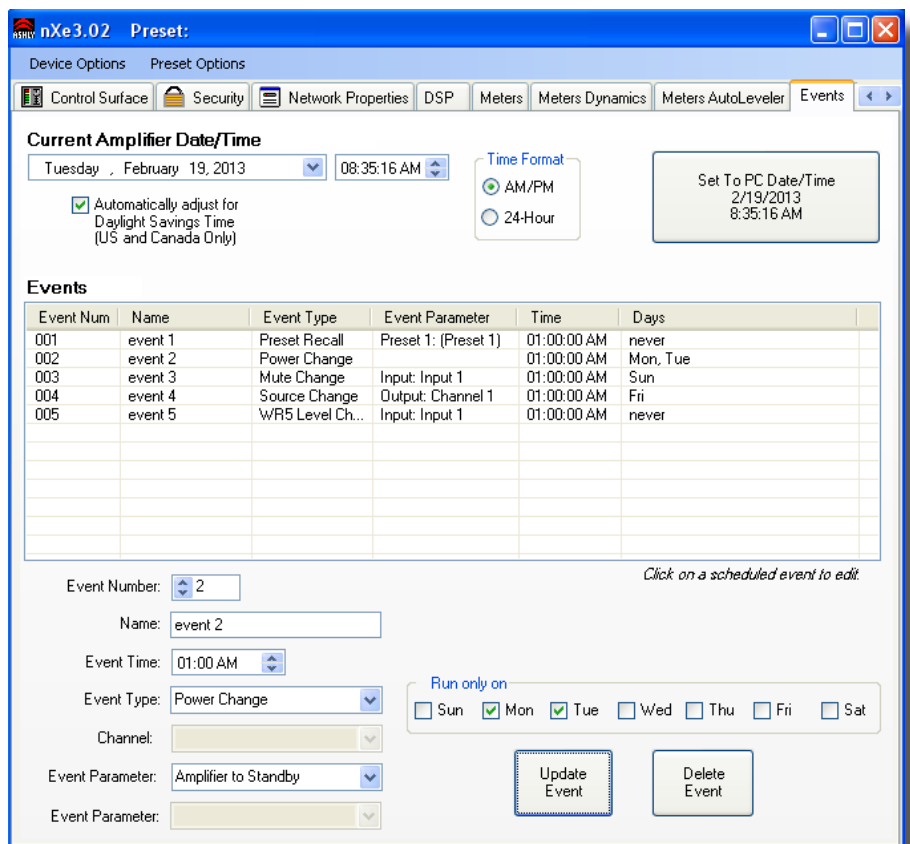 ASHLY nXe3.02 Preset:
Device Options Preset Options
Control Surface Security Network Properties DSP Meters Meters Dynamics Meters AutoLeveler Events
Current Amplifier Date/Time
Tuesday , February 19, 2013 08:35:16 AM
Automatically adjust for
Daylight Savings Time
(US and Canada Only)
Time Format
AM/PM
24-Hour
Set To PC Date/Time
2/19/2013
8:35:16 AM
Events
Event Num Name Event Type Event Parameter Time Days
001 event 1 Preset Recall Preset 1: (Preset 1) 01:00:00 AM never
002 event 2 Power Change 01:00:00 AM Mon, Tue
003 event 3 Mute Change Input: Input 1 01:00:00 AM Sun
004 event 4 Source Change Output: Channel 1 01:00:00 AM Fri
005 event 5 WR5 Level Ch... Input: Input 1 01:00:00 AM never
Click on a scheduled event to edit.
Event Number: 2
Name: event 2
Event Time: 01:00 AM
Event Type: Power Change
Channel:
Event Parameter: Amplifier to Standby
Event Parameter:
Run only on
Sun Mon Tue Wed Thu Fri Sat
Update
Event
Delete
Event